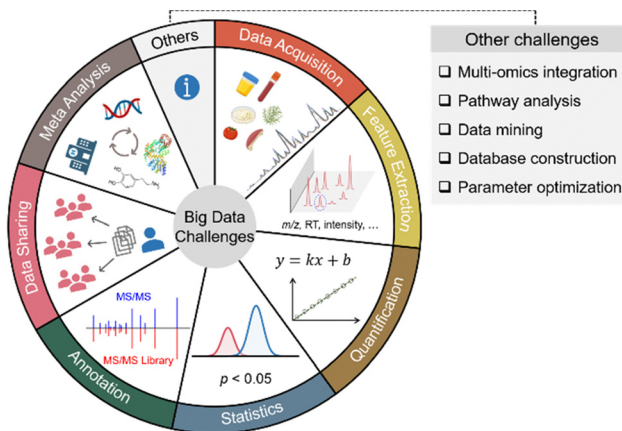 Others
Data Acquisition
Feature Extraction
m/z, RT, intensity, ...
Quantification
y = kx + b
Statistics
p < 0.05
Annotation
MS/MS
MS/MS Library
Data Sharing
Meta Analysis
Big Data
Challenges
Other challenges
Multi-omics integration
Pathway analysis
Data mining
Database construction
Parameter optimization